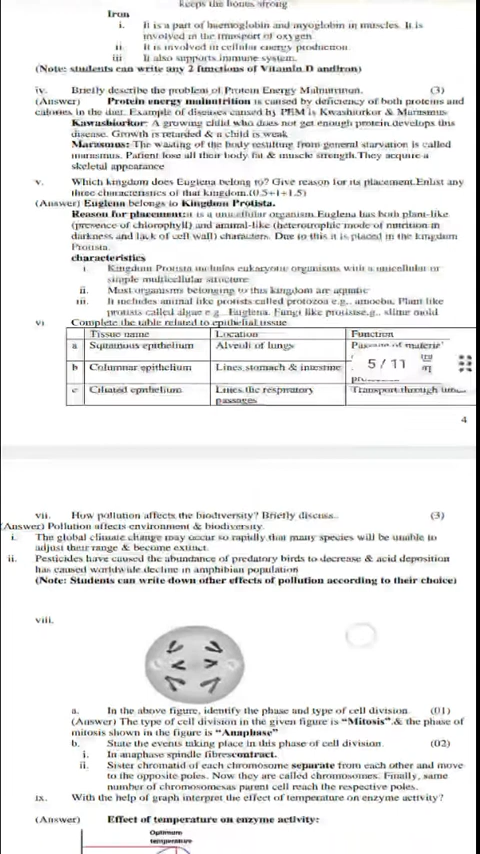 keeps the bones strong
Iron
i. It is a part of haemoglobin and myoglobin in muscles. It is
involved in the transport of oxygen
ii. It is involved in cellular energy production
iii It also supports immune system.
(Note: students can write any 2 functions of Vitamin D andIron)
iv. Briefly describe the problem of Protein Energy Malnutrition. (3)
(Answer) Protein energy malnutrition is caused by deficiency of both proteins and
calories in the diet. Example of diseases caused by PEM is Kwashiorkor & Marasmus
Kawashiorkor: A growing child who does not get enough protein develops this
disease. Growth is retarded & a child is weak
Marasmus: The wasting of the body resulting from general starvation is called
marasmus. Patient lose all their body fat & muscle strength.They acquire a
skeletal appearance
v. Which kingdom does Euglena belong to? Give reason for its placement.Enlist any
three characteristics of that kingdom.(0.5+1+1.5)
(Answer) Euglena belongs to Kingdom Protista.
Reason for placement: it is a unicellular organism.Euglena has both plant-like
(presence of chlorophyll) and animal-like (heterotrophic mode of nutrition in
darkness and lack of cell wall) characters. Due to this it is placed in the kingdom
Protista.
characteristics
i. Kingdom Protista includes eukaryotic organisms with a unicellular or
simple multicellular structure
ii. Most organisms belonging to this kingdom are aquatic
iii. It includes animal like protists called protozoa e.g., amoeba, Plant like
protists called algae e.g., Euglena, Fungi like protists e.g., slime mold
vi Complete the table related to epithelial tissue
Tissue name Location Function
a Squamous epithelium Alveoli of lungs Passage of
b Columnar epithelium Lines stomach & intestine
5 / 11
c Ciliated epithelium Lines the respiratory passages Transport through
4
vii. How pollution affects the biodiversity? Briefly discuss. (3)
(Answer) Pollution affects environment & biodiversity
i. The global climate change may occur so rapidly that many species will be unable to
adjust their range & become extinct.
ii. Pesticides have caused the abundance of predatory birds to decrease & acid deposition
has caused worldwide decline in amphibian population
(Note: Students can write down other effects of pollution according to their choice)
viii.
a. In the above figure, identify the phase and type of cell division (01)
(Answer) The type of cell division in the given figure is “Mitosis” & the phase of
mitosis shown in the figure is “Anaphase”
b. State the events taking place in this phase of cell division (02)
i. In anaphase spindle fibrescontract.
ii. Sister chromatid of each chromosome separate from each other and move
to the opposite poles. Now they are called chromosomes. Finally, same
number of chromosomesas parent cell reach the respective poles.
ix. With the help of graph interpret the effect of temperature on enzyme activity?
(Answer) Effect of temperature on enzyme activity:
Optimum
temperature